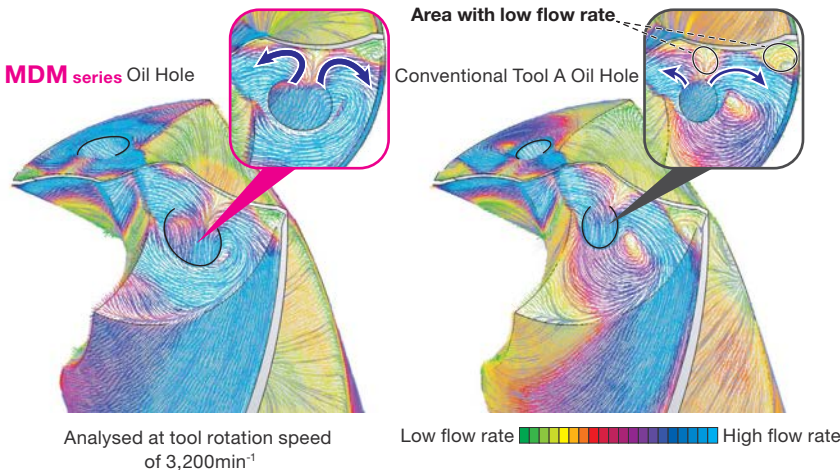 Area with low flow rate
MDM series Oil Hole
Conventional Tool A Oil Hole
Analysed at tool rotation speed
of 3,200min⁻¹
Low flow rate
High flow rate